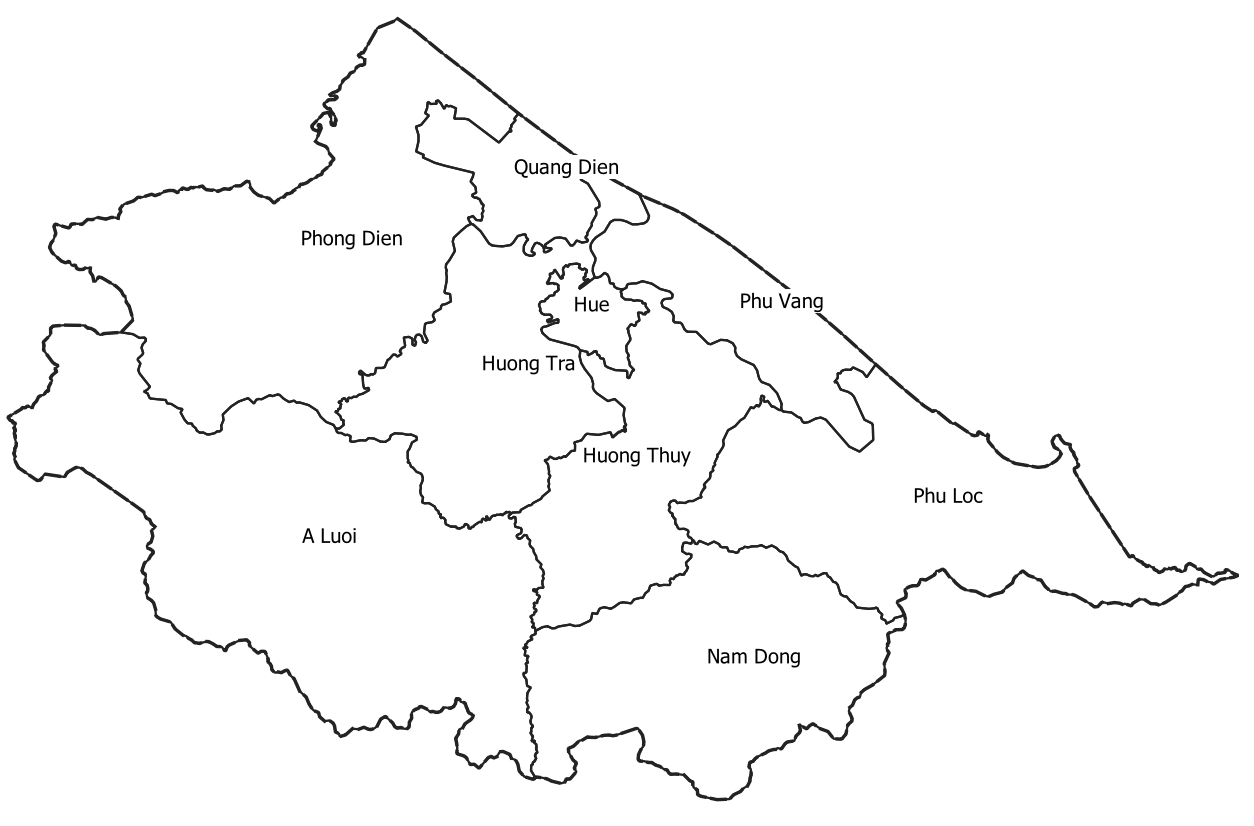 Quang Dien
Phong Dien
Phu Vang
Hue
Huong Tra
Huong Thuy
Phu Loc
A Luoi
Nam Dong